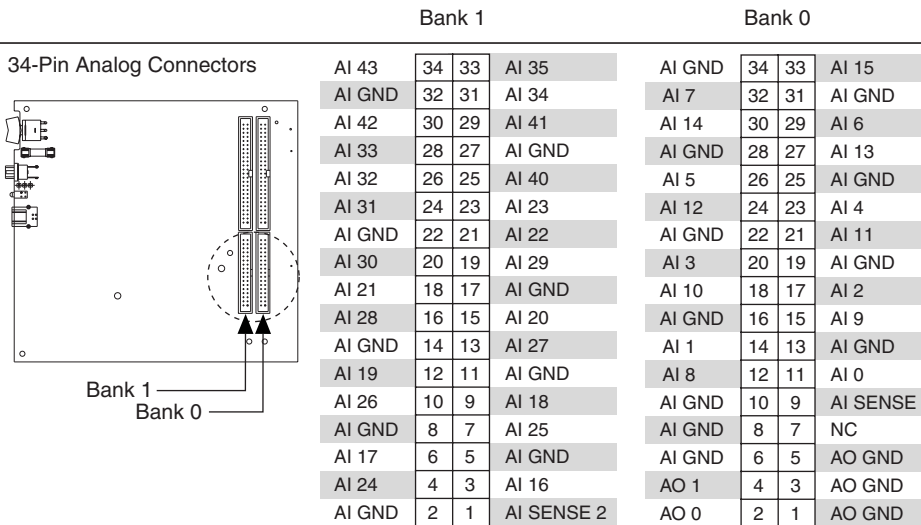 Bank 1 Bank 0
34-Pin Analog Connectors
AI 43 34 33 AI 35 AI GND 34 33 AI 15
AI GND 32 31 AI 34 AI 7 32 31 AI GND
AI 42 30 29 AI 41 AI 14 30 29 AI 6
AI 33 28 27 AI GND AI GND 28 27 AI 13
AI 32 26 25 AI 40 AI 5 26 25 AI GND
AI 31 24 23 AI 23 AI 12 24 23 AI 4
AI GND 22 21 AI 22 AI GND 22 21 AI 11
AI 30 20 19 AI 29 AI 3 20 19 AI GND
AI 21 18 17 AI GND AI 10 18 17 AI 2
AI 28 16 15 AI 20 AI GND 16 15 AI 9
AI GND 14 13 AI 27 AI 1 14 13 AI GND
AI 19 12 11 AI GND AI 8 12 11 AI 0
AI 26 10 9 AI 18 AI GND 10 9 AI SENSE
AI GND 8 7 AI 25 AI GND 8 7 NC
AI 17 6 5 AI GND AI GND 6 5 AO GND
AI 24 4 3 AI 16 AO 1 4 3 AO GND
AI GND 2 1 AI SENSE 2 AO 0 2 1 AO GND
Bank 1
Bank 0